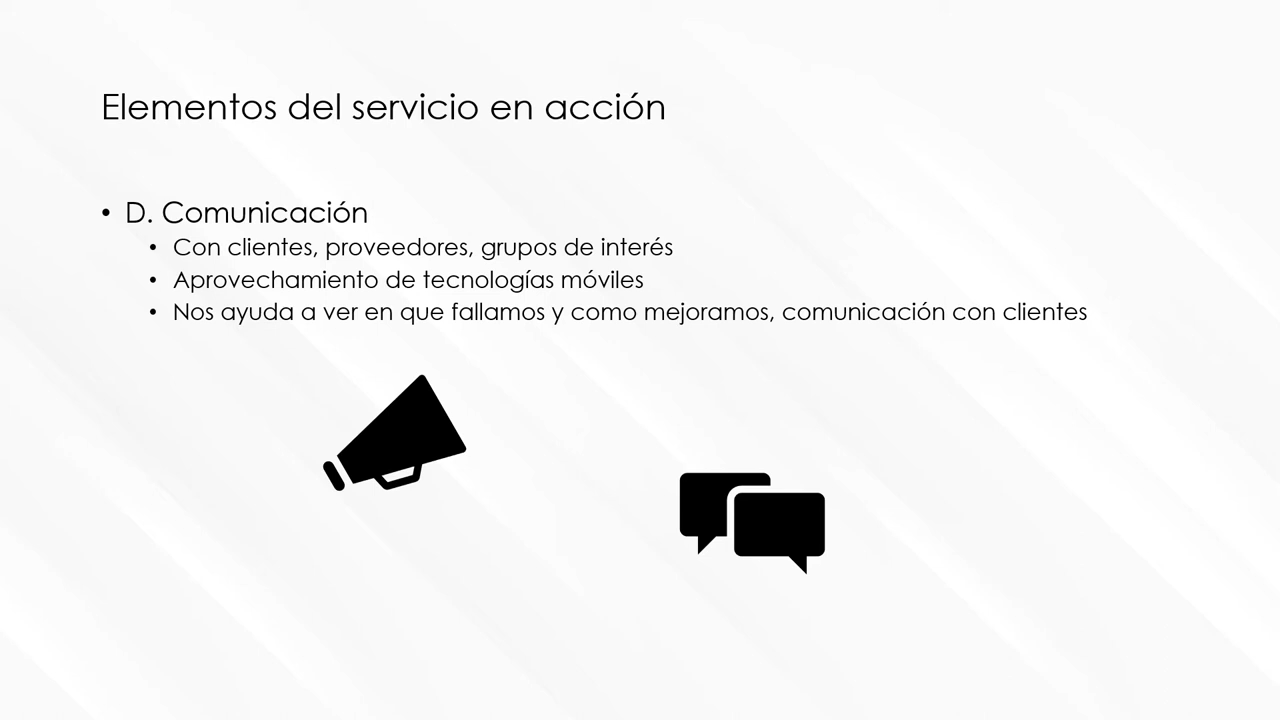 Elementos del servicio en acción
• D. Comunicación
• Con clientes, proveedores, grupos de interés
• Aprovechamiento de tecnologías móviles
• Nos ayuda a ver en que fallamos y como mejoramos, comunicación con clientes